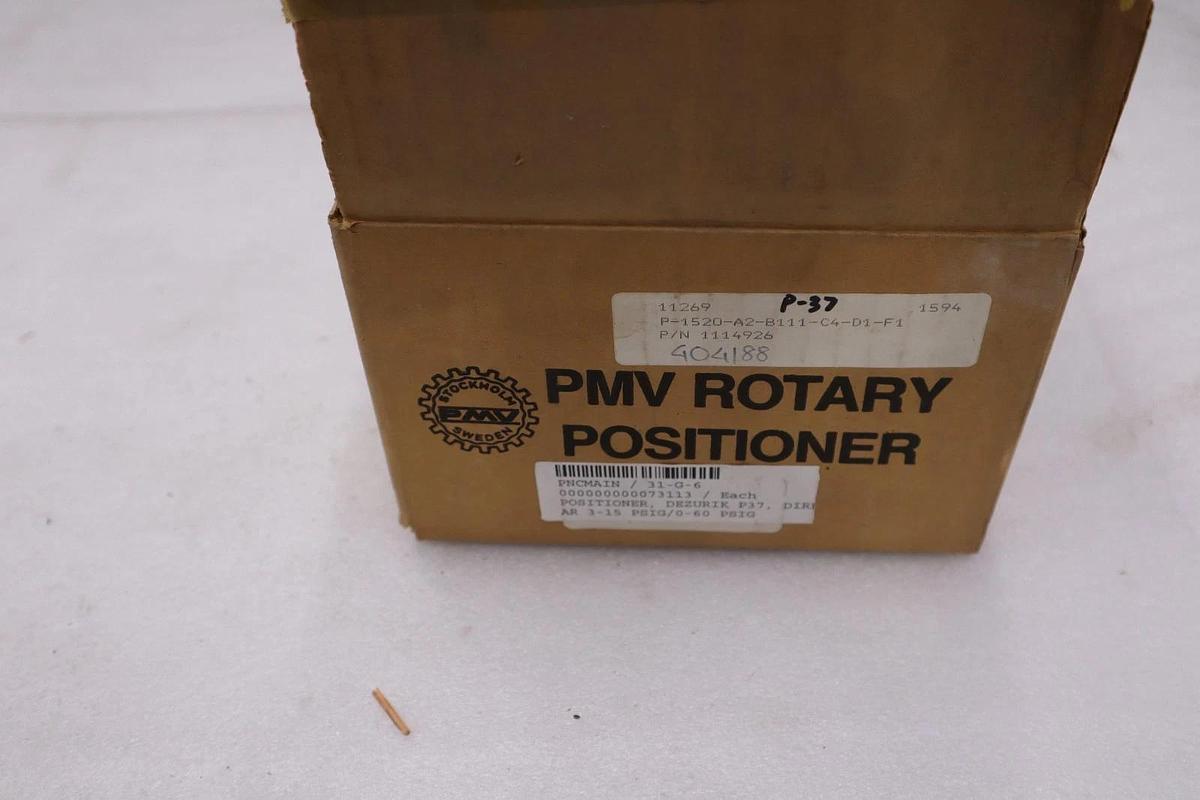 11269 P-37 1594
P-1520-A2-B111-C4-D1-F1
P/N 1114926
404188
STOCKHOLM
PMV
SWEDEN
PMV ROTARY
POSITIONER
PNCMAIN / 31-G-6
000000000073113 / Each
POSITIONER, DEZURIK P37, DIR
AR 3-15 PSIG/0-60 PSIG